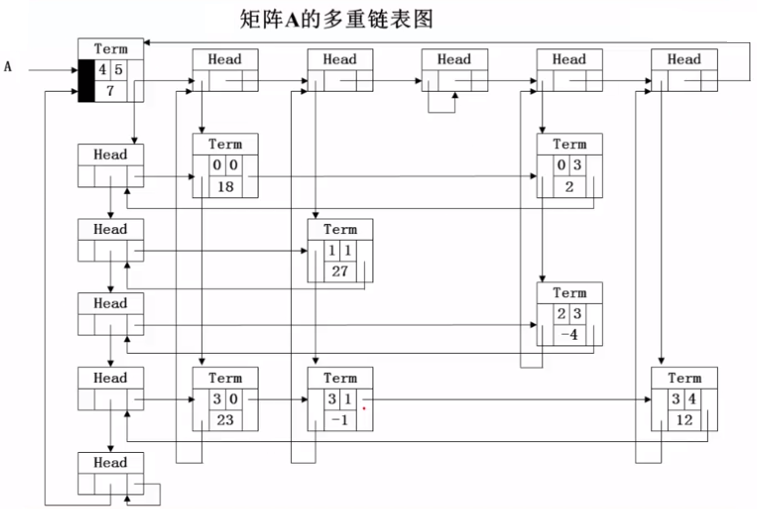 矩阵A的多重链表图
A
Term
4 5
7
Head
Head
Head
Head
Head
Head
Term
0 0
18
Term
0 3
2
Head
Term
1 1
27
Head
Term
2 3
-4
Head
Term
3 0
23
Term
3 1
-1
Term
3 4
12
Head